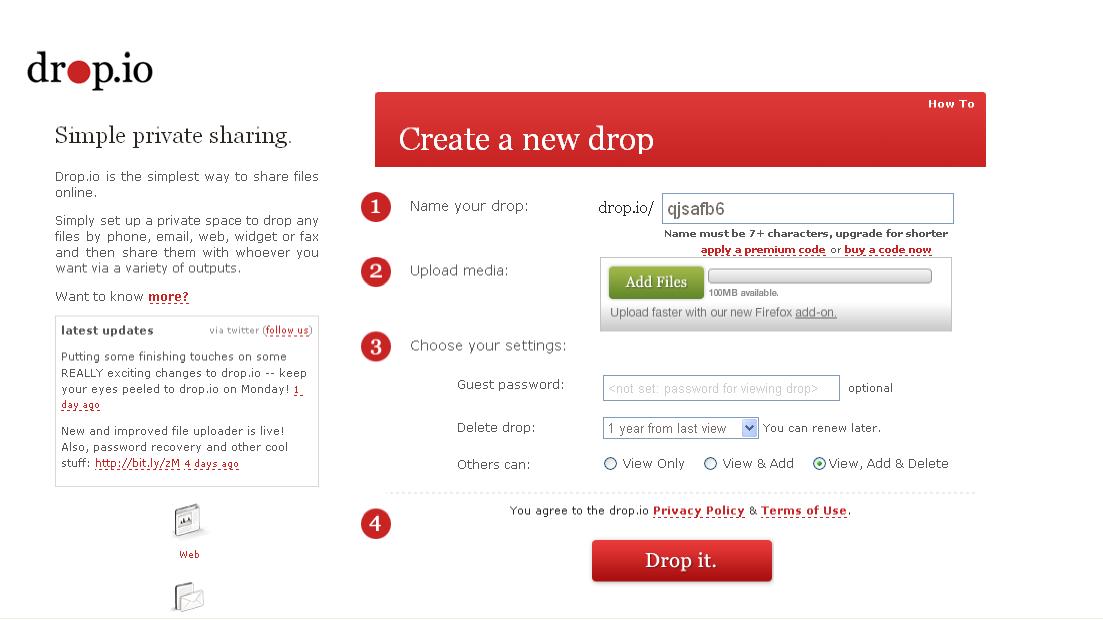 drop.io
Simple private sharing.
Drop.io is the simplest way to share files
online.
Simply set up a private space to drop any
files by phone, email, web, widget or fax
and then share them with whoever you
want via a variety of outputs.
Want to know more?
latest updates via twitter (follow us)
Putting some finishing touches on some
REALLY exciting changes to drop.io -- keep
your eyes peeled to drop.io on Monday! 1
day ago
New and improved file uploader is live!
Also, password recovery and other cool
stuff: http://bit.ly/zM 4 days ago
Web
How To
Create a new drop
1 Name your drop: drop.io/ qjsafb6
Name must be 7+ characters, upgrade for shorter
apply a premium code or buy a code now
2 Upload media: Add Files
100MB available.
Upload faster with our new Firefox add-on.
3 Choose your settings:
Guest password: <not set: password for viewing drop> optional
Delete drop: 1 year from last view You can renew later.
Others can: View Only View & Add View, Add & Delete
4 You agree to the drop.io Privacy Policy & Terms of Use.
Drop it.